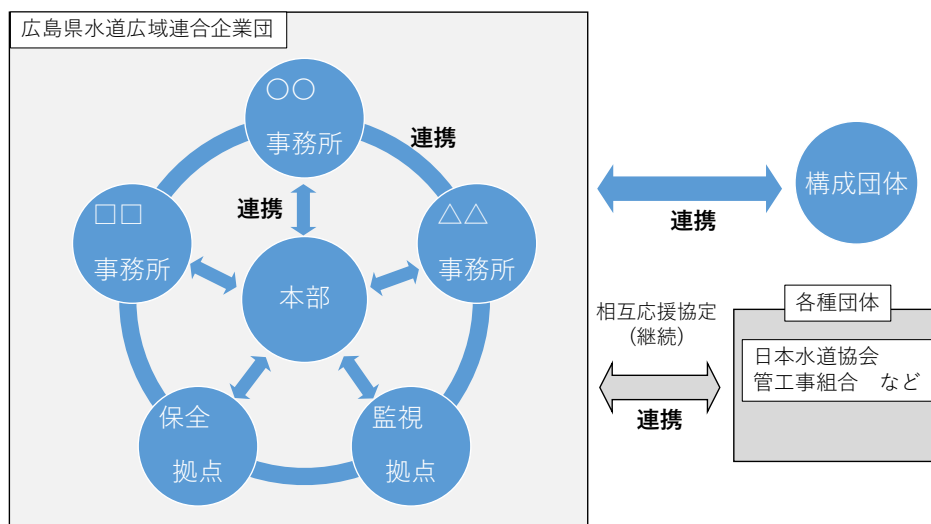 広島県水道広域連合企業団
○○
事務所
連携
連携
□□
事務所
△△
事務所
本部
保全
拠点
監視
拠点
連携
構成団体
相互応援協定
(継続)
連携
各種団体
日本水道協会
管工事組合　など